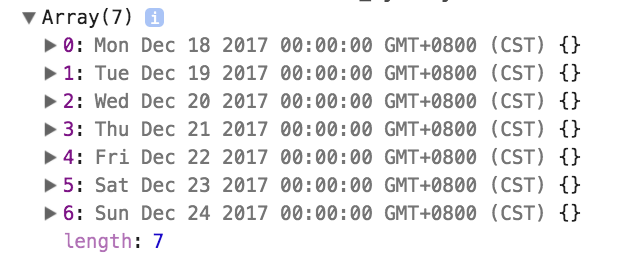 ▼ Array(7) i
▶ 0: Mon Dec 18 2017 00:00:00 GMT+0800 (CST) {}
▶ 1: Tue Dec 19 2017 00:00:00 GMT+0800 (CST) {}
▶ 2: Wed Dec 20 2017 00:00:00 GMT+0800 (CST) {}
▶ 3: Thu Dec 21 2017 00:00:00 GMT+0800 (CST) {}
▶ 4: Fri Dec 22 2017 00:00:00 GMT+0800 (CST) {}
▶ 5: Sat Dec 23 2017 00:00:00 GMT+0800 (CST) {}
▶ 6: Sun Dec 24 2017 00:00:00 GMT+0800 (CST) {}
length: 7